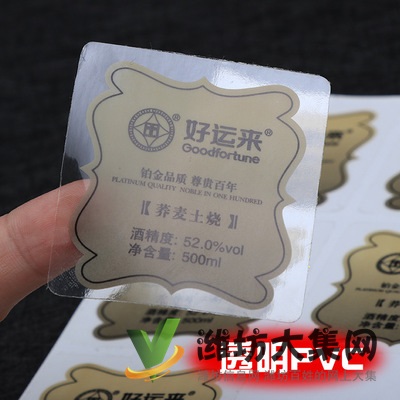 好运来®
Goodfortune
铂金品质 尊贵百年
PLATINUM QUALITY NOBLE IN ONE HUNDRED
【荞麦土烧】
酒精度: 52.0%vol
净含量: 500ml
透明PVC
潍坊大集网